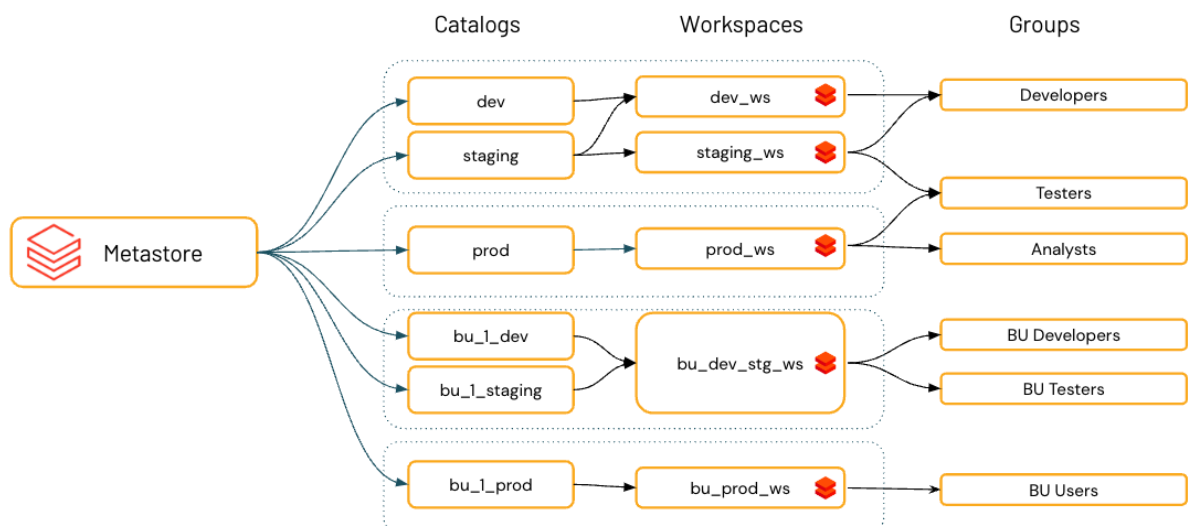 Catalogs Workspaces Groups
dev dev_ws Developers
staging staging_ws
Testers
Metastore prod prod_ws Analysts
bu_1_dev BU Developers
bu_dev_stg_ws
bu_1_staging BU Testers
bu_1_prod bu_prod_ws BU Users